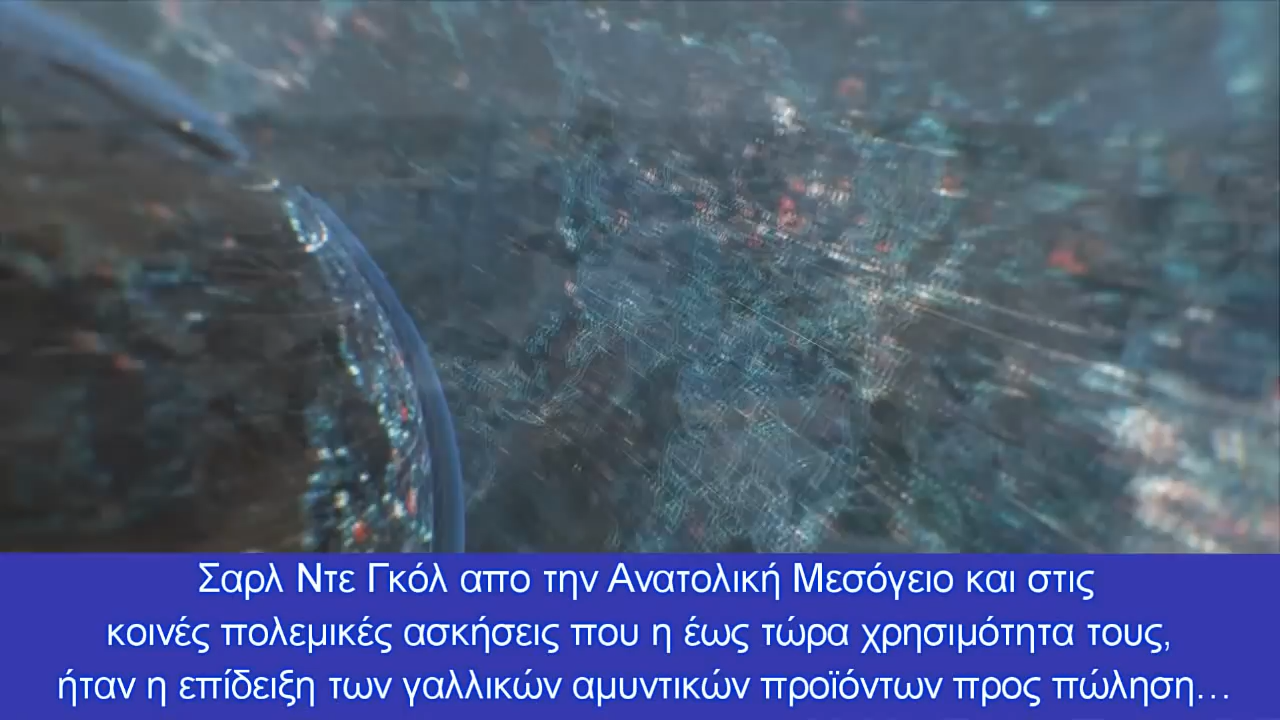 Σαρλ Ντε Γκόλ απο την Ανατολική Μεσόγειο και στις
κοινές πολεμικές ασκήσεις που η έως τώρα χρησιμότητα τους,
ήταν η επίδειξη των γαλλικών αμυντικών προϊόντων προς πώληση...